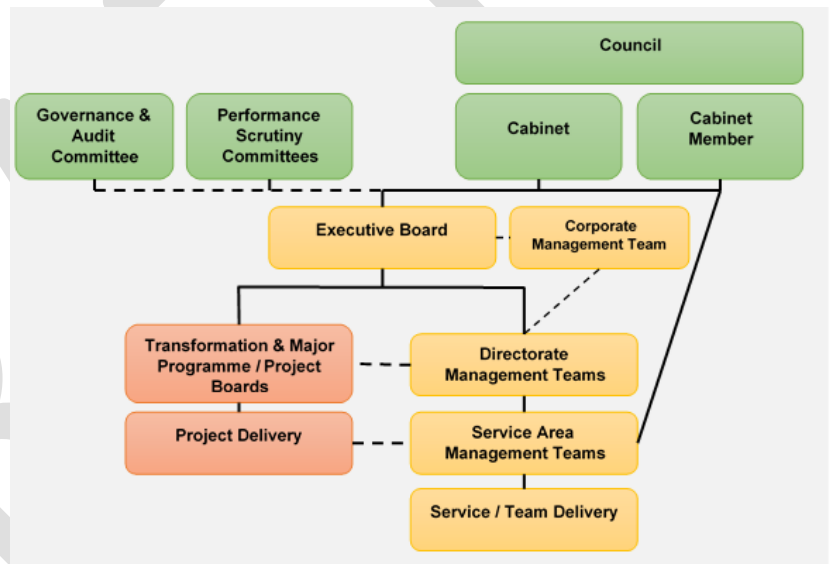 Council
Governance &
Audit
Committee
Performance
Scrutiny
Committees
Cabinet
Cabinet
Member
Executive Board
Corporate
Management Team
Transformation & Major
Programme / Project
Boards
Directorate
Management Teams
Project Delivery
Service Area
Management Teams
Service / Team Delivery